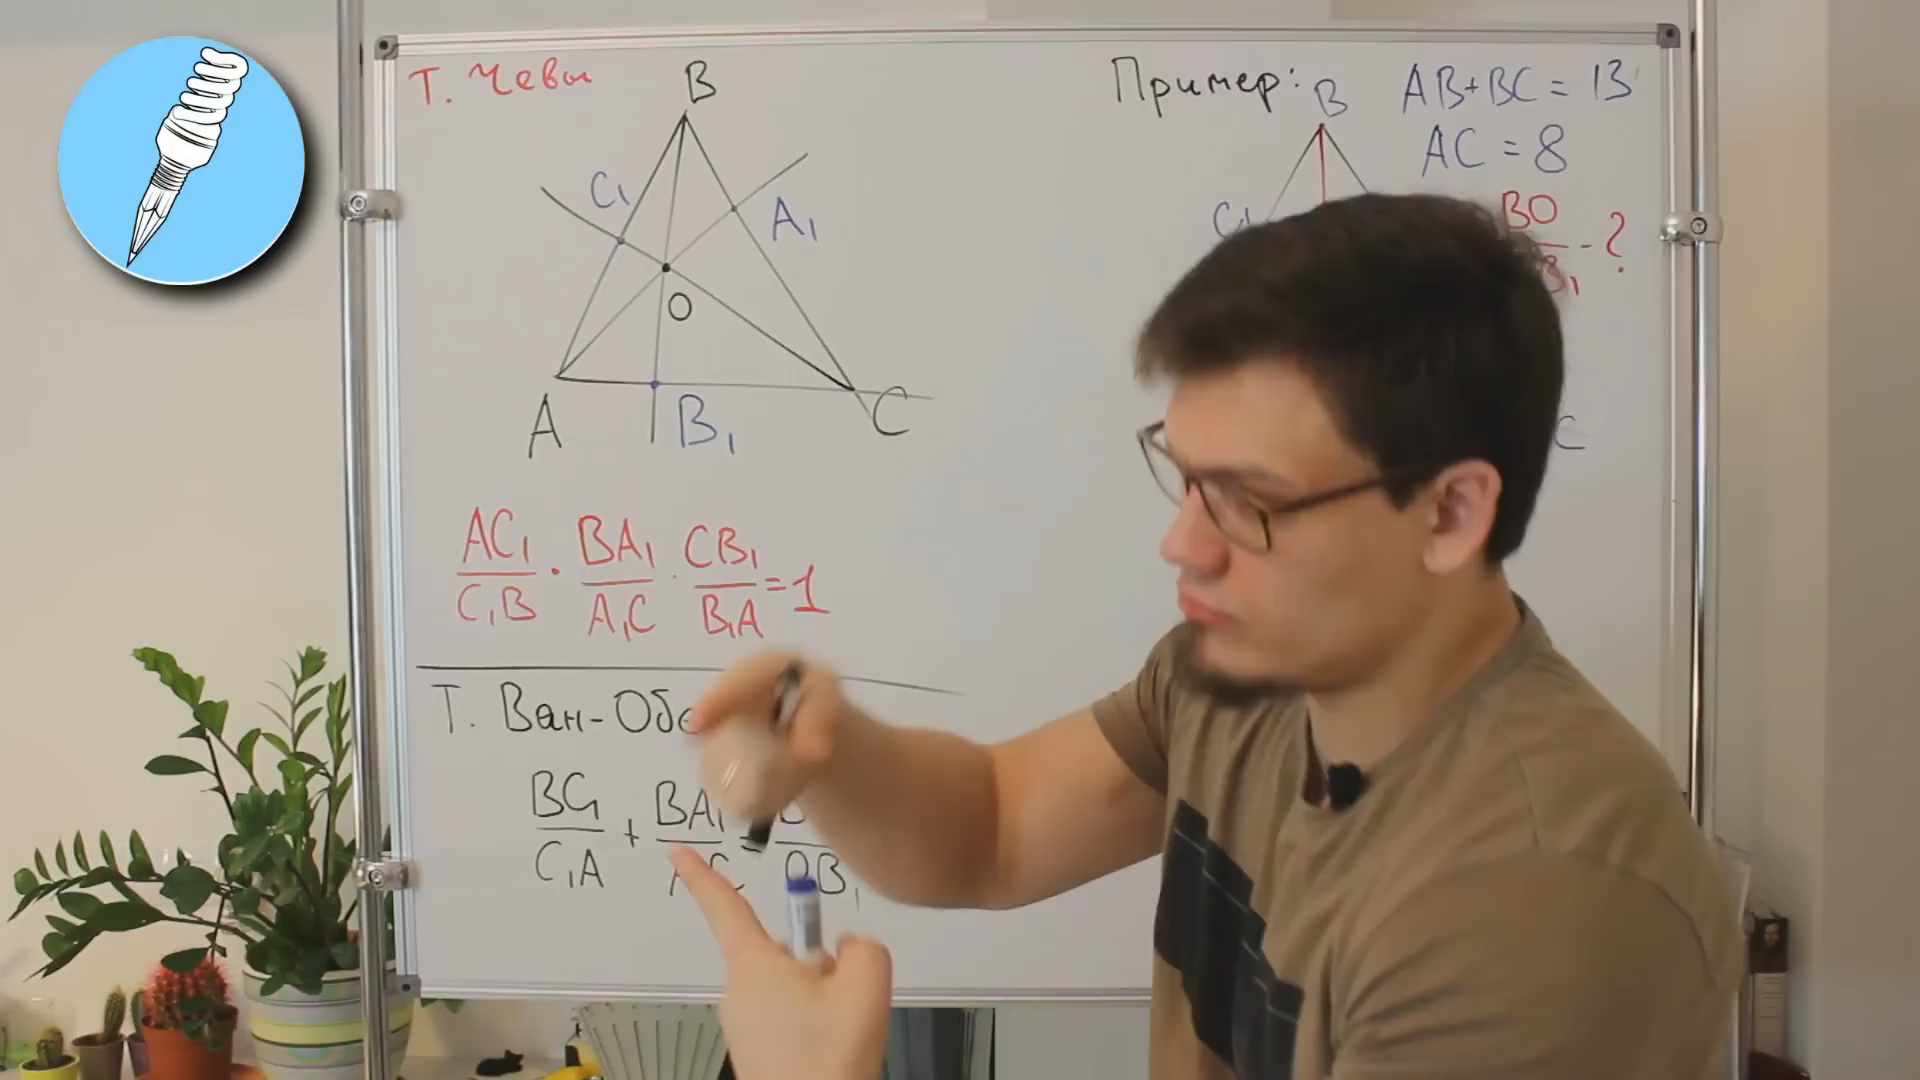 Т. Чевы
B
C₁
A₁
O
A
B₁
C
AC₁/C₁B · BA₁/A₁C · CB₁/B₁A = 1
Т. Ван-Обе
BC₁/C₁A + BA₁/ C = /OB₁
Пример:
B
AB+BC = 13
AC = 8
C₁
BO/ B₁ - ?
C